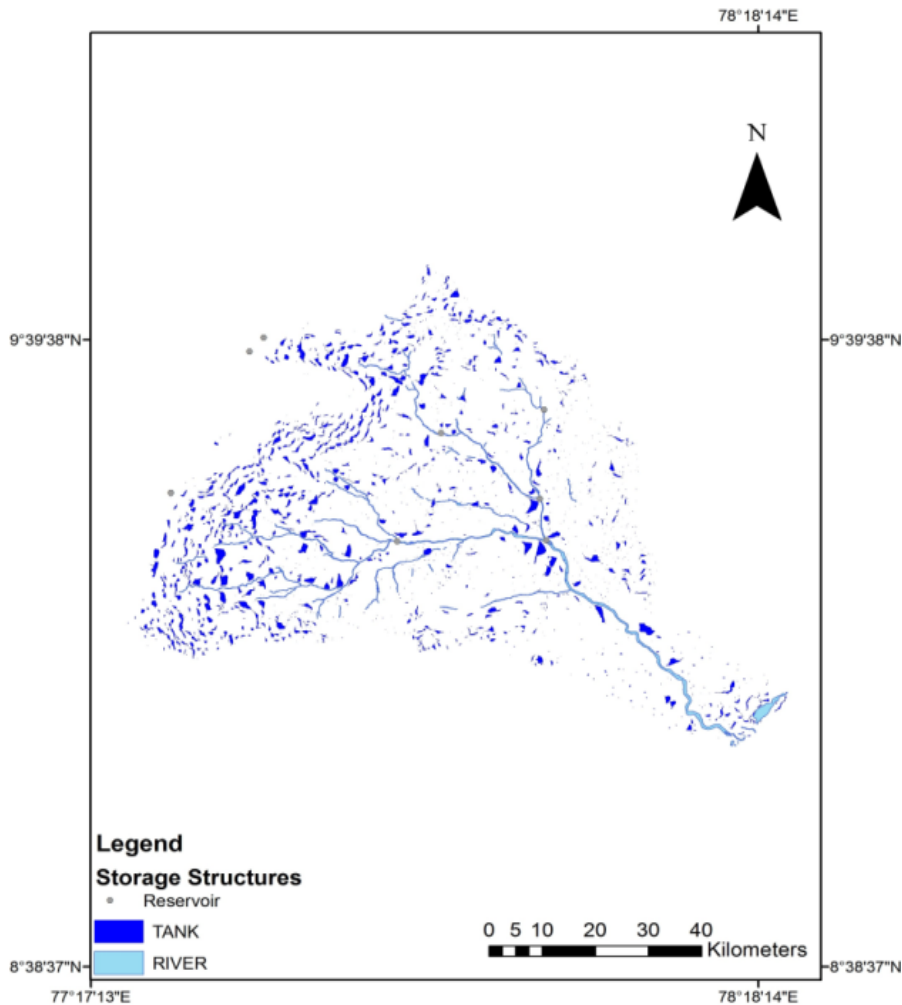 78°18'14"E
N
9°39'38"N
9°39'38"N
Legend
Storage Structures
Reservoir
TANK
RIVER
0 5 10 20 30 40
Kilometers
8°38'37"N
8°38'37"N
77°17'13"E
78°18'14"E